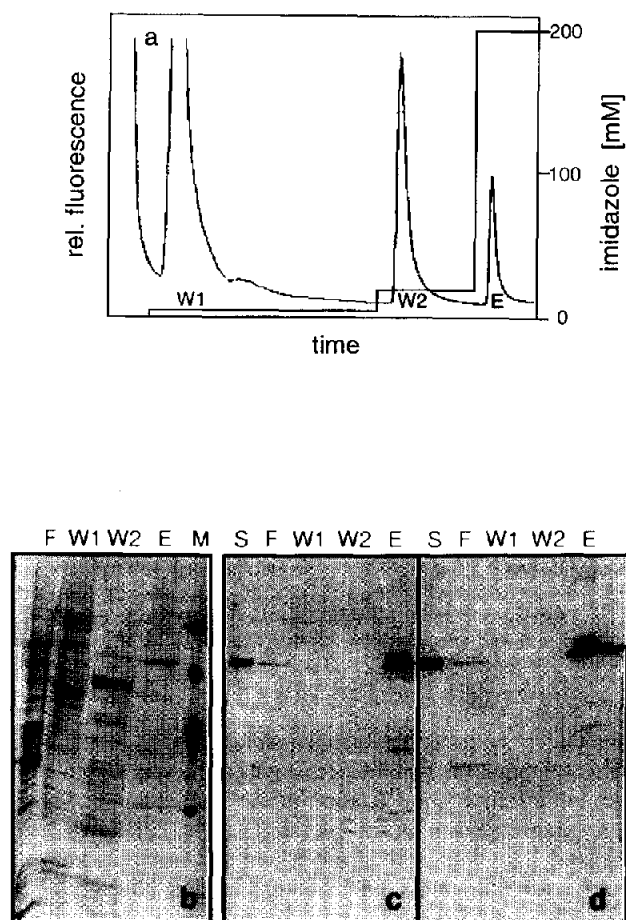 a
200
100
0
rel. fluorescence
imidazole [mM]
W1
W2
E
time
F W1 W2 E M
S F W1 W2 E
S F W1 W2 E
b
c
d